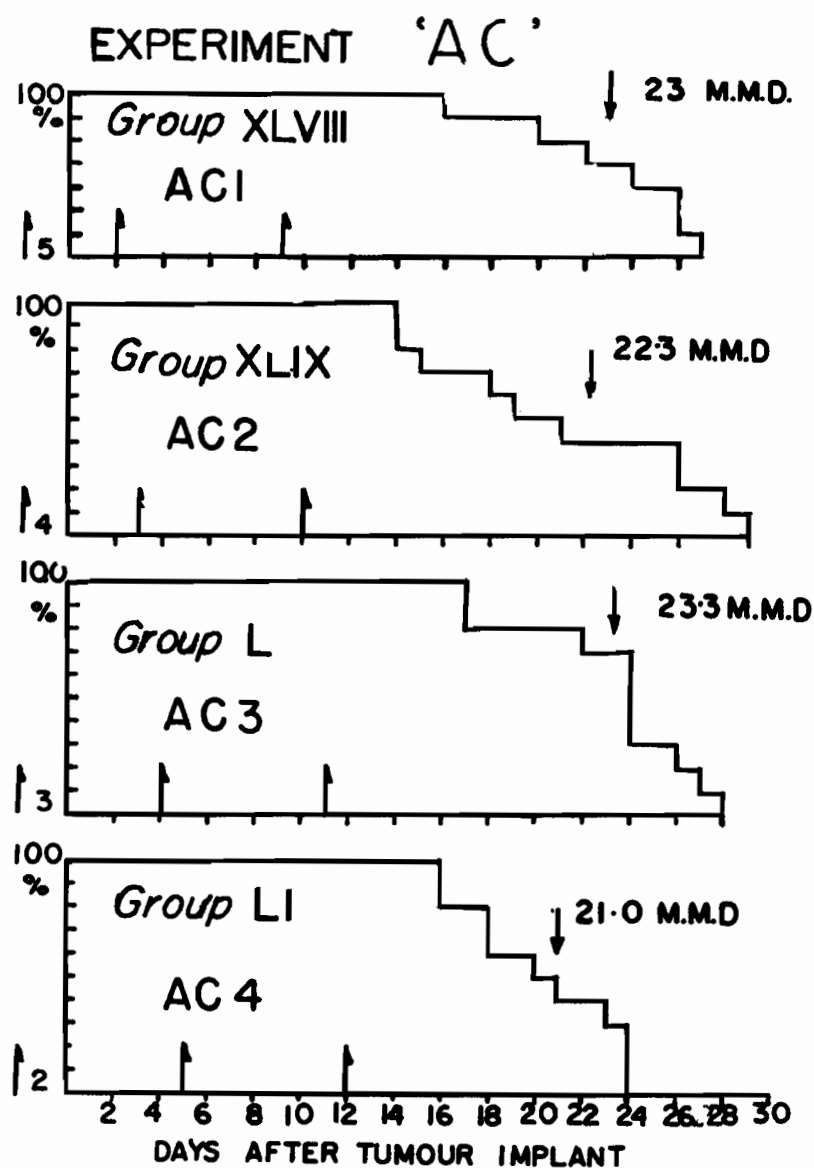 EXPERIMENT 'AC'
100
%
Group XLVIII
23 M.M.D.
AC1
5
100
%
Group XLIX
22·3 M.M.D
AC2
4
100
%
Group L
23·3 M.M.D
AC3
3
100
%
Group LI
21·0 M.M.D
AC4
2
2 4 6 8 10 12 14 16 18 20 22 24 26 28 30
DAYS AFTER TUMOUR IMPLANT